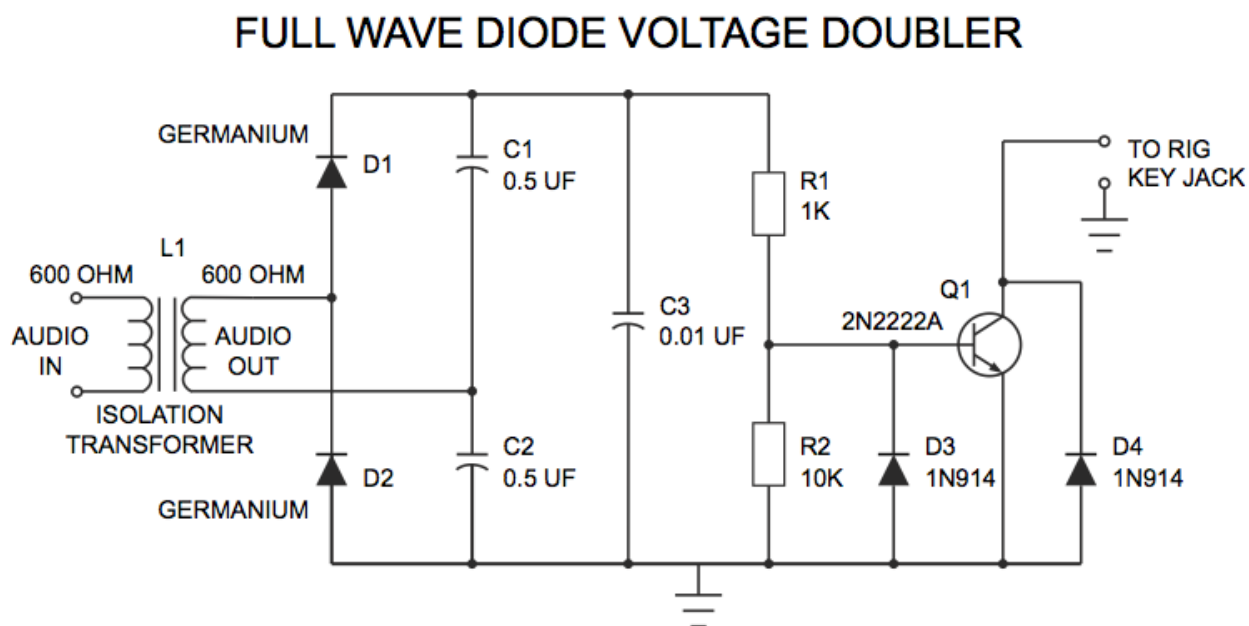 FULL WAVE DIODE VOLTAGE DOUBLER
GERMANIUM
D1
C1
0.5 UF
R1
1K
TO RIG
KEY JACK
L1
600 OHM
600 OHM
AUDIO
IN
AUDIO
OUT
ISOLATION
TRANSFORMER
C3
0.01 UF
Q1
2N2222A
C2
0.5 UF
D2
GERMANIUM
R2
10K
D3
1N914
D4
1N914